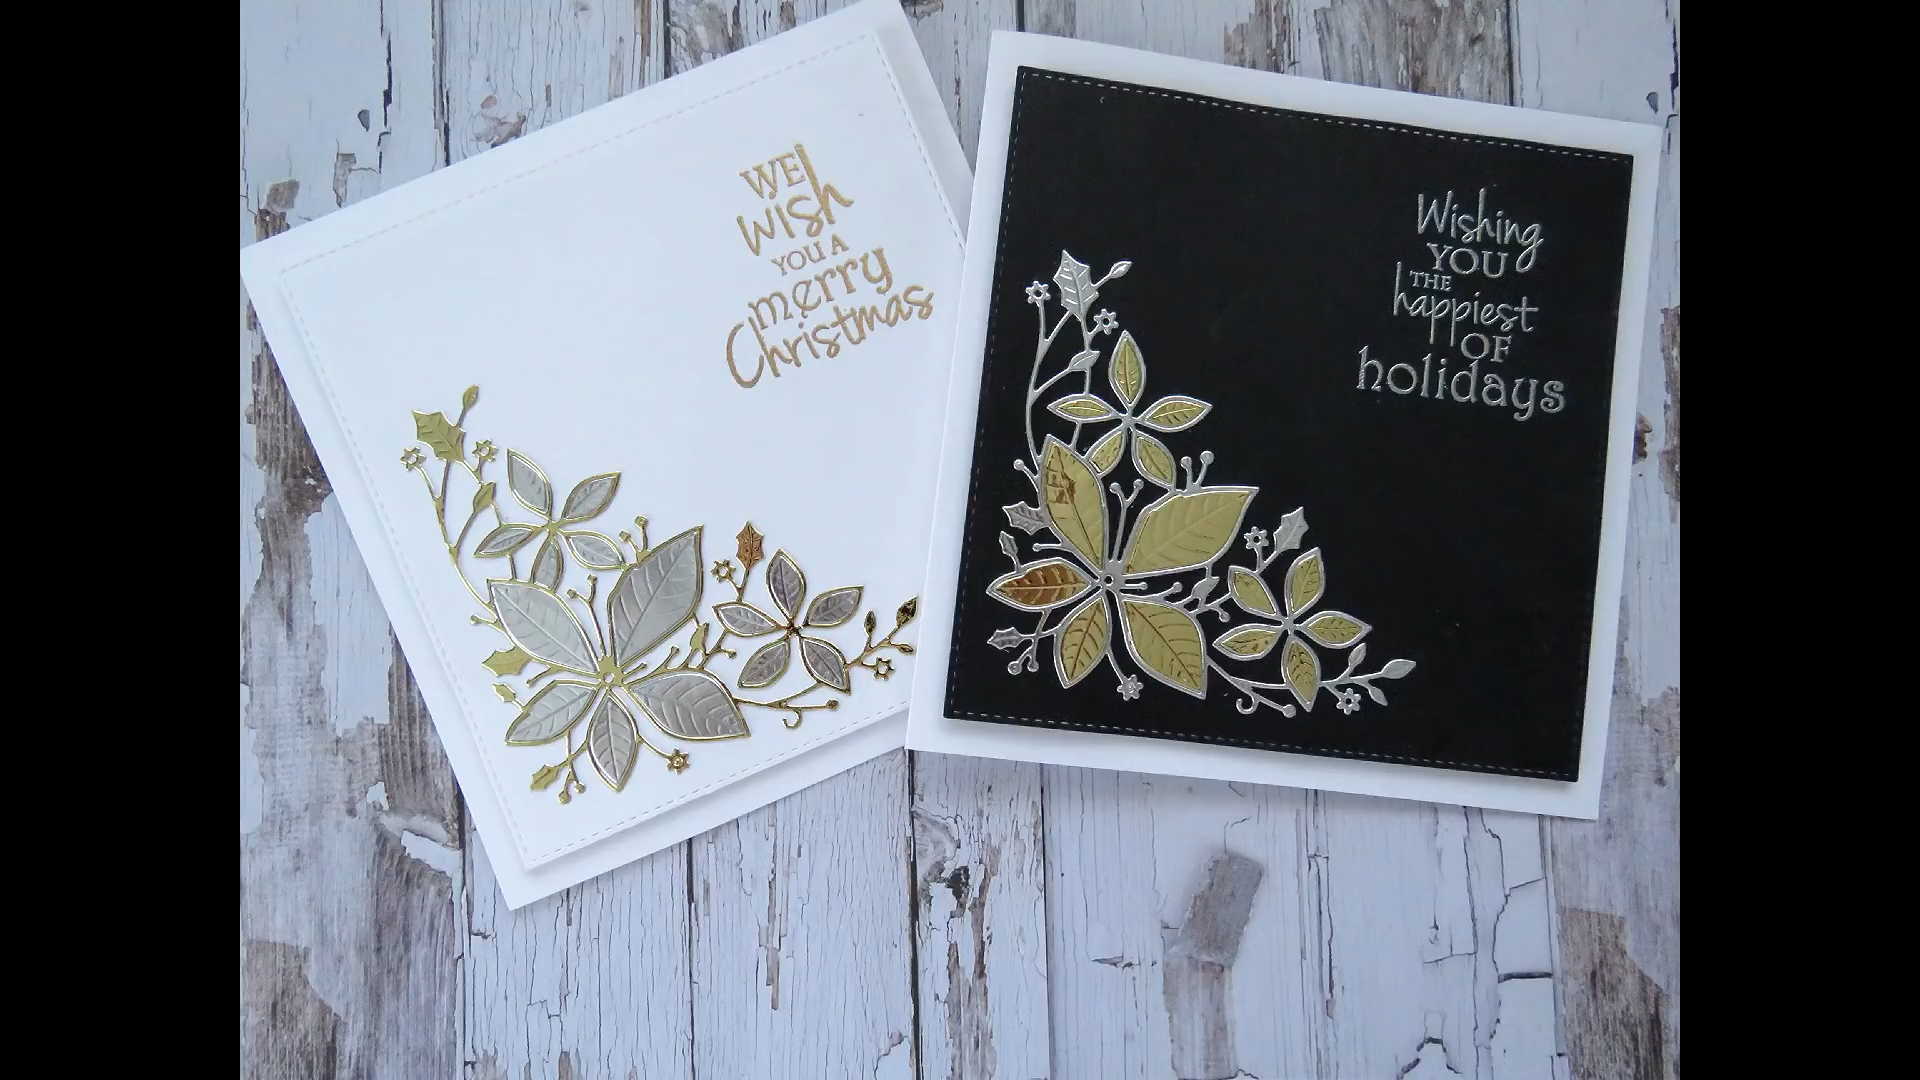 WE
wish
YOU A
merry
Christmas
Wishing
YOU
THE
happiest
OF
holidays